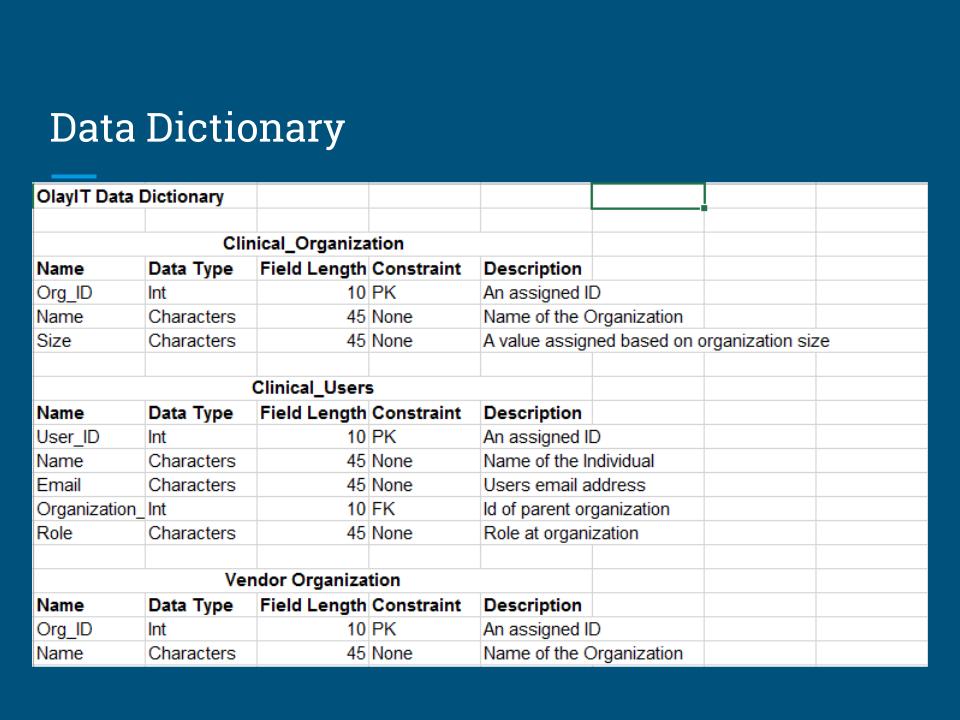 Data Dictionary
OlayIT Data Dictionary
Clinical_Organization
Name Data Type Field Length Constraint Description
Org_ID Int 10 PK An assigned ID
Name Characters 45 None Name of the Organization
Size Characters 45 None A value assigned based on organization size
Clinical_Users
Name Data Type Field Length Constraint Description
User_ID Int 10 PK An assigned ID
Name Characters 45 None Name of the Individual
Email Characters 45 None Users email address
Organization_ Int 10 FK Id of parent organization
Role Characters 45 None Role at organization
Vendor Organization
Name Data Type Field Length Constraint Description
Org_ID Int 10 PK An assigned ID
Name Characters 45 None Name of the Organization